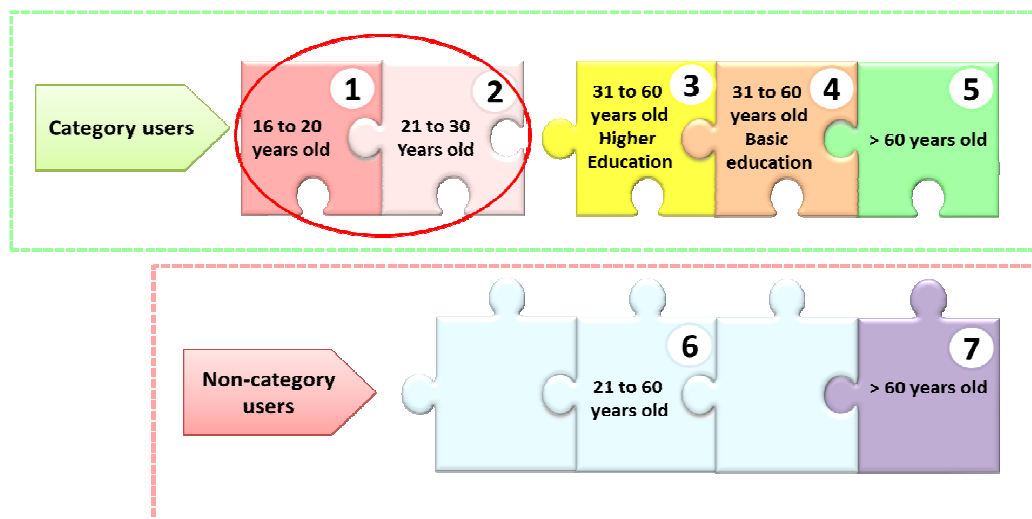 Category users
1
16 to 20
years old
2
21 to 30
Years old
3
31 to 60
years old
Higher
Education
4
31 to 60
years old
Basic
education
5
> 60 years old
Non-category
users
6
21 to 60
years old
7
> 60 years old